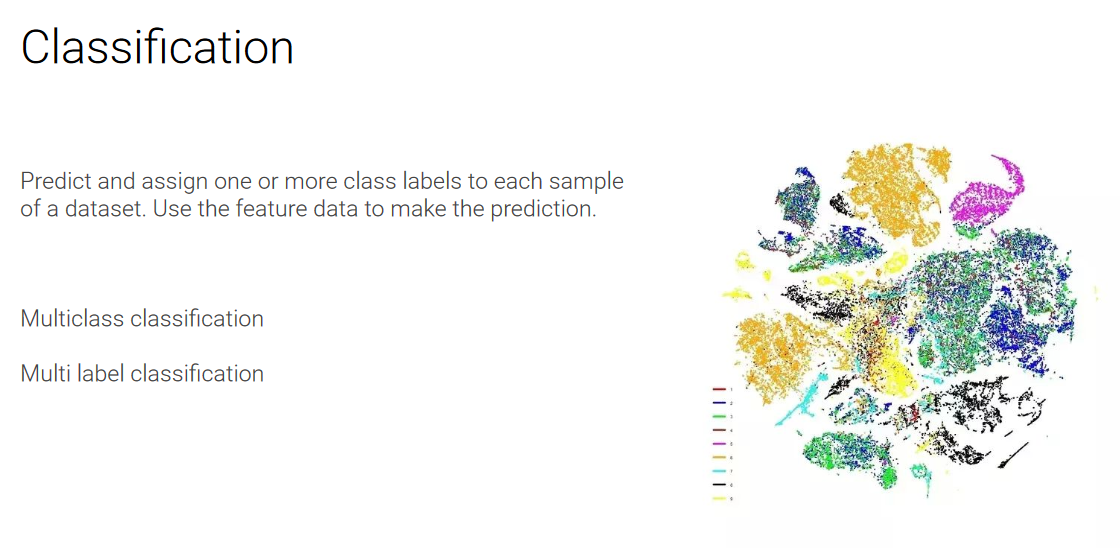 Classification
Predict and assign one or more class labels to each sample
of a dataset. Use the feature data to make the prediction.
Multiclass classification
Multi label classification